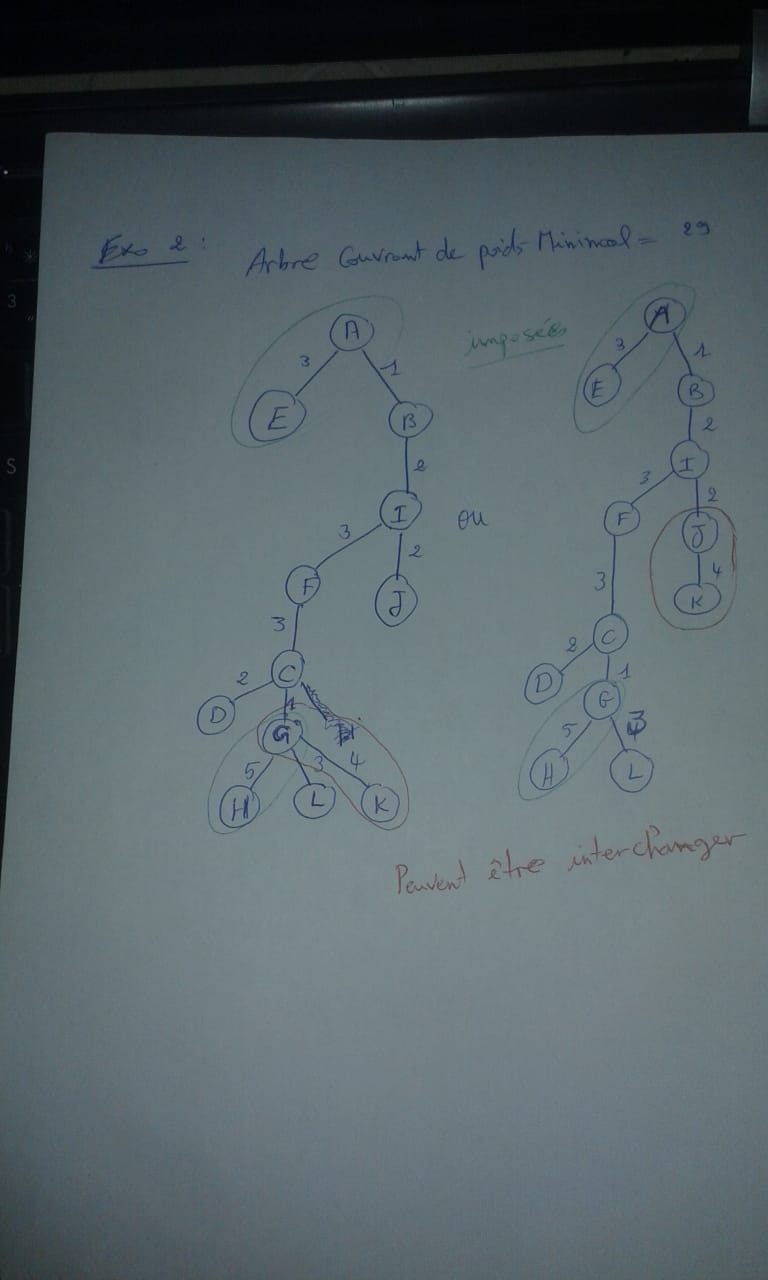 Exo 2 : Arbre Couvrant de poids Minimal = 29
imposées
A
3
1
E
B
2
I
3
2
F
J
3
C
2
1
D
G
5
3
4
H
L
K
ou
A
3
1
E
B
2
I
3
2
F
J
4
K
3
C
2
1
D
G
5
3
H
L
Peuvent être interchanger